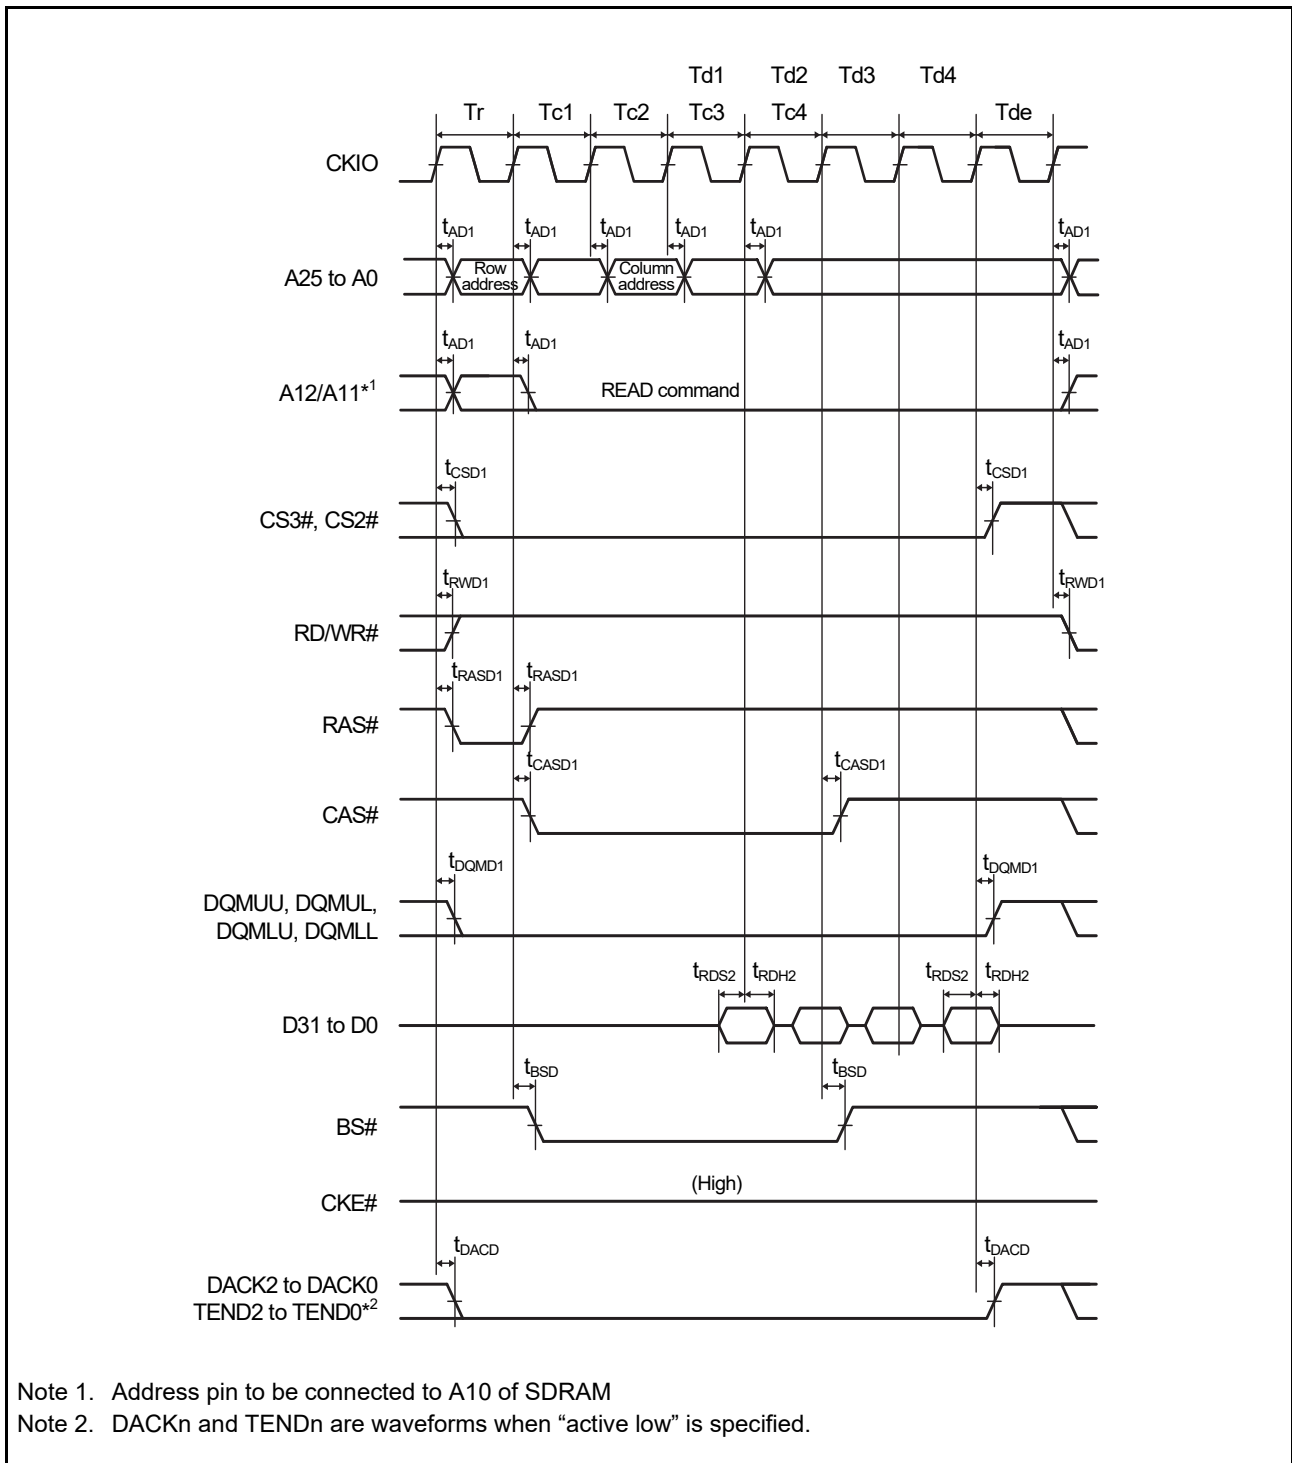 Td1 Td2 Td3 Td4
Tr Tc1 Tc2 Tc3 Tc4 Tde
CKIO
tAD1 tAD1 tAD1 tAD1 tAD1 tAD1
A25 to A0
Row address
Column address
tAD1 tAD1 tAD1
A12/A11*1
READ command
tCSD1 tCSD1
CS3#, CS2#
tRWD1 tRWD1
RD/WR#
tRASD1 tRASD1
RAS#
tCASD1 tCASD1
CAS#
tDQMD1 tDQMD1
DQMUU, DQMUL,
DQMLU, DQMLL
tRDS2 tRDH2 tRDS2 tRDH2
D31 to D0
tBSD tBSD
BS#
(High)
CKE#
tDACD tDACD
DACK2 to DACK0
TEND2 to TEND0*2
Note 1. Address pin to be connected to A10 of SDRAM
Note 2. DACKn and TENDn are waveforms when “active low” is specified.